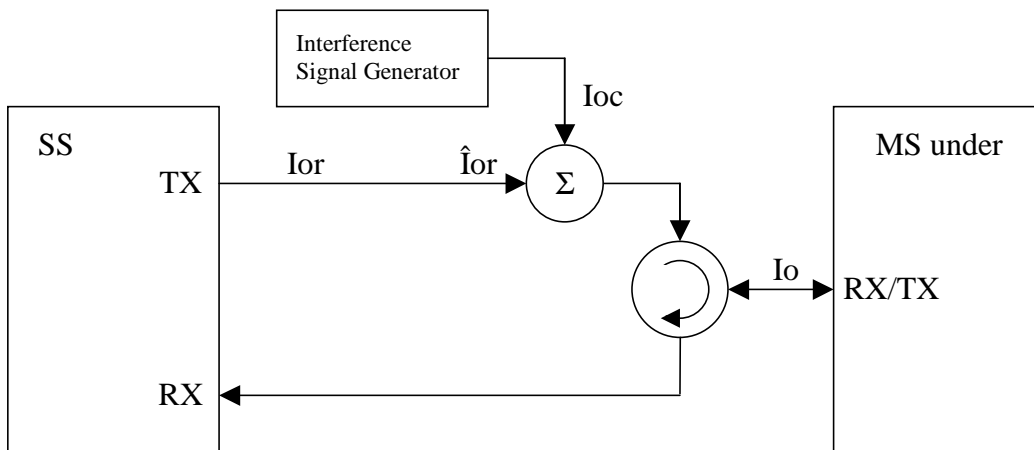 Interference
Signal Generator
Ioc
SS
MS under
TX
Ior
Îor
Σ
Io
RX/TX
RX